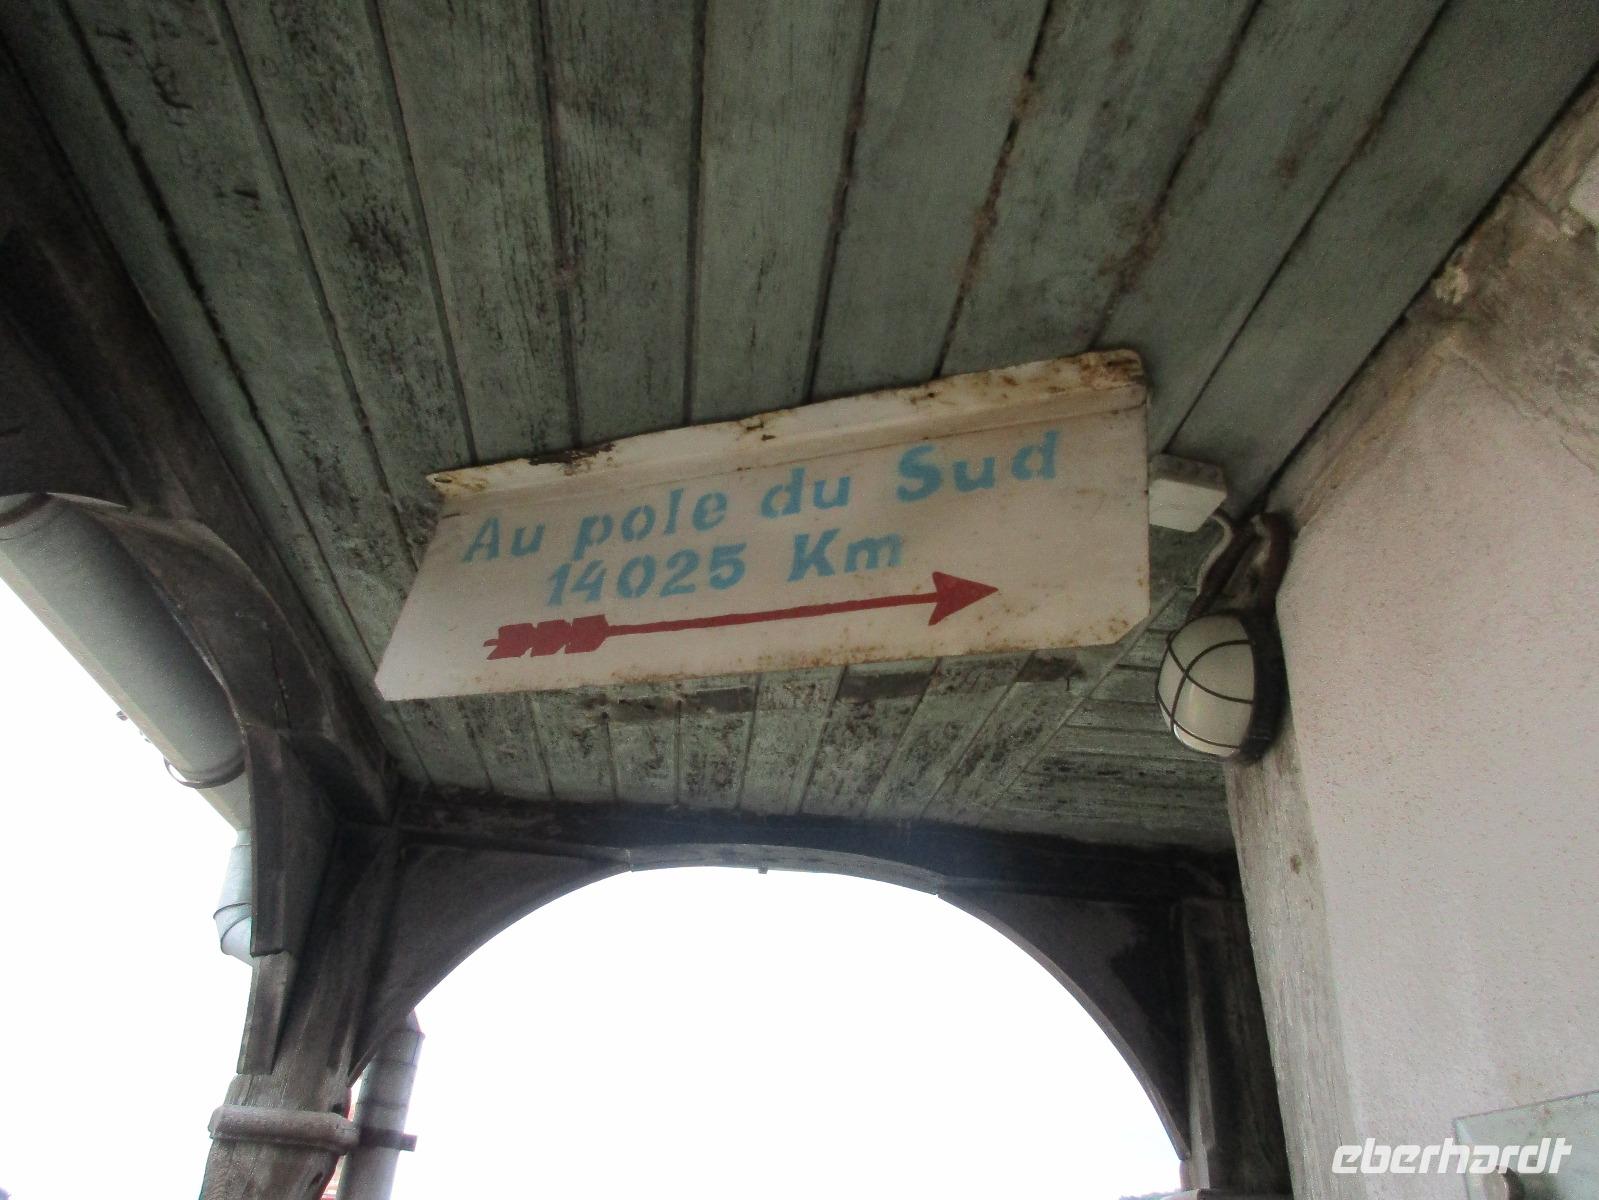 Au pole du Sud
14025 Km
eberhardt